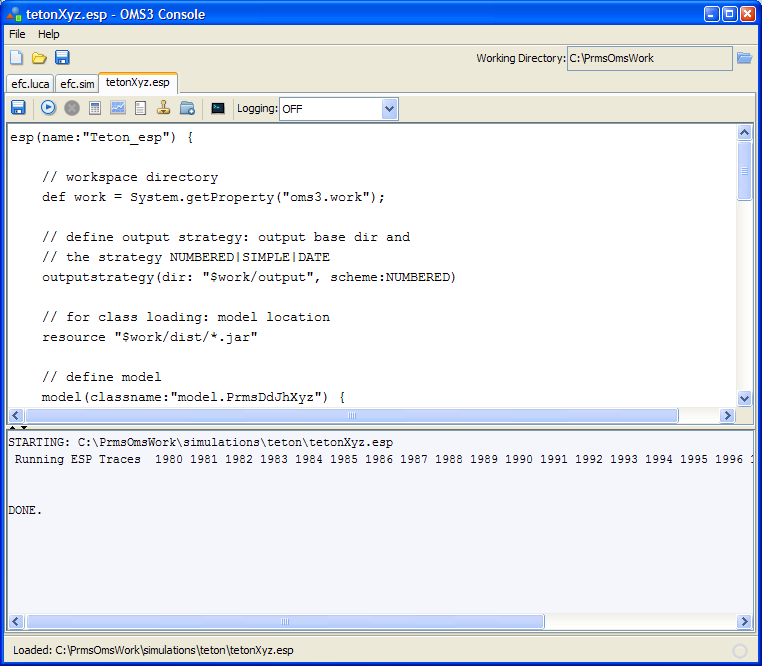 tetonXyz.esp - OMS3 Console
File Help
Working Directory: C:\PrmsOmsWork
efc.luca efc.sim tetonXyz.esp
Logging: OFF
esp(name:"Teton_esp") {
// workspace directory
def work = System.getProperty("oms3.work");
// define output strategy: output base dir and
// the strategy NUMBERED|SIMPLE|DATE
outputstrategy(dir: "$work/output", scheme:NUMBERED)
// for class loading: model location
resource "$work/dist/*.jar"
// define model
model(classname:"model.PrmsDdJhXyz") {
STARTING: C:\PrmsOmsWork\simulations\teton\tetonXyz.esp
Running ESP Traces 1980 1981 1982 1983 1984 1985 1986 1987 1988 1989 1990 1991 1992 1993 1994 1995 1996
DONE.
Loaded: C:\PrmsOmsWork\simulations\teton\tetonXyz.esp